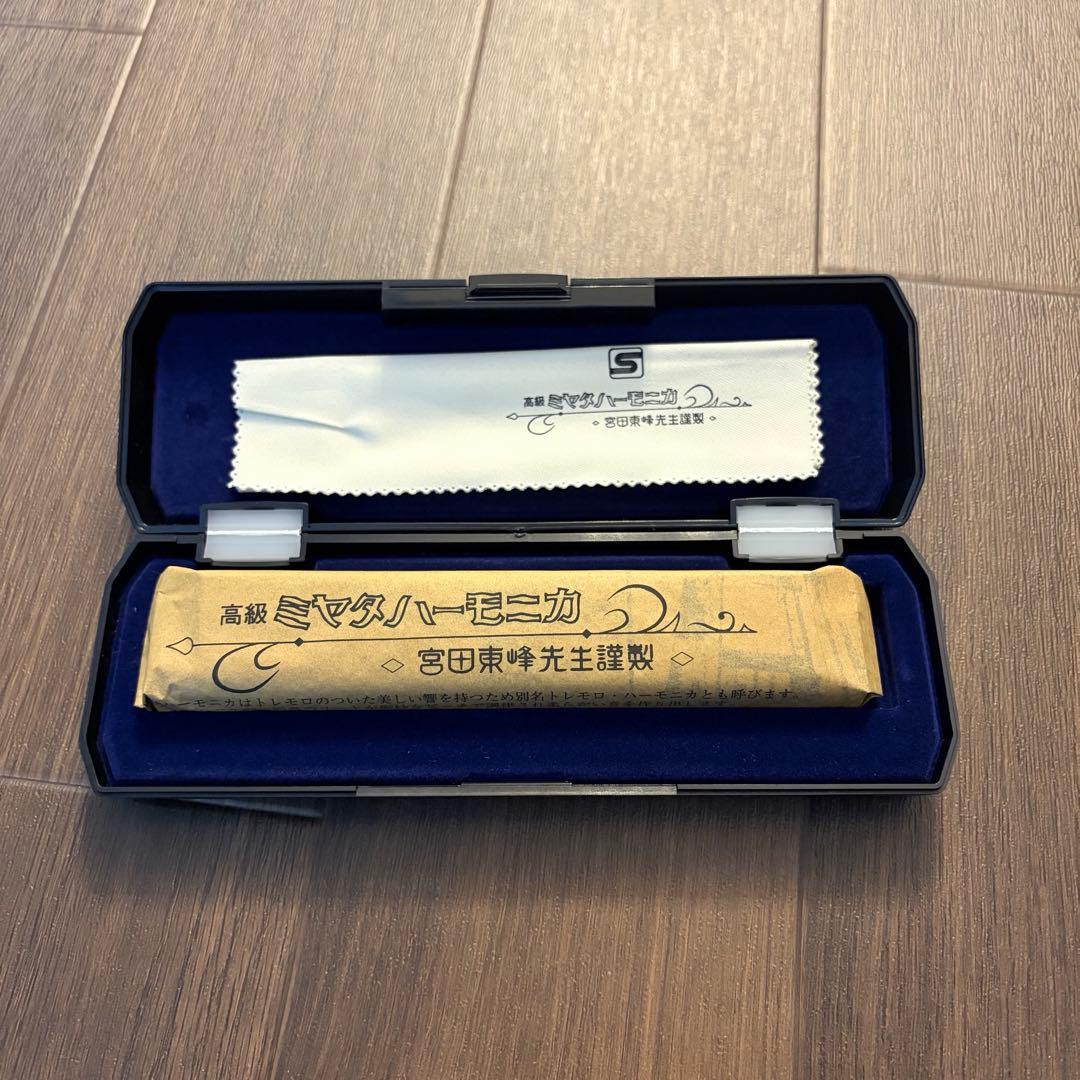 S
高級 ミヤタハーモニカ
◇ 宮田東峰先生謹製 ◇
高級 ミヤタハーモニカ
◇ 宮田東峰先生謹製 ◇
ーモニカはトレモロのついた美しい響を持つため別名トレモロ・ハーモニカとも呼びます。